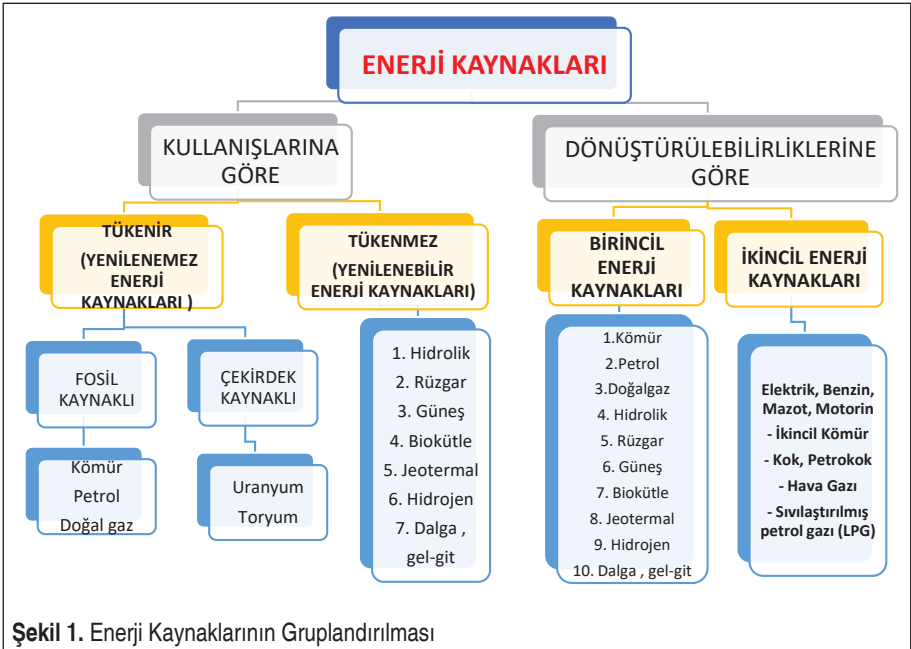 ENERJİ KAYNAKLARI
KULLANIŞLARINA
GÖRE
DÖNÜŞTÜRÜLEBİLİRLİKLERİNE
GÖRE
TÜKENİR
(YENİLENEMEZ
ENERJİ
KAYNAKLARI )
TÜKENMEZ
(YENİLENEBİLİR
ENERJİ KAYNAKLARI)
BİRİNCİL
ENERJİ
KAYNAKLARI
İKİNCİL ENERJİ
KAYNAKLARI
FOSİL
KAYNAKLI
ÇEKİRDEK
KAYNAKLI
Kömür
Petrol
Doğal gaz
Uranyum
Toryum
1. Hidrolik
2. Rüzgar
3. Güneş
4. Biokütle
5. Jeotermal
6. Hidrojen
7. Dalga ,
gel-git
1.Kömür
2.Petrol
3.Doğalgaz
4. Hidrolik
5. Rüzgar
6. Güneş
7. Biokütle
8. Jeotermal
9. Hidrojen
10. Dalga , gel-git
Elektrik, Benzin,
Mazot, Motorin
- İkincil Kömür
- Kok, Petrokok
- Hava Gazı
- Sıvılaştırılmış
petrol gazı (LPG)
Şekil 1. Enerji Kaynaklarının Gruplandırılması